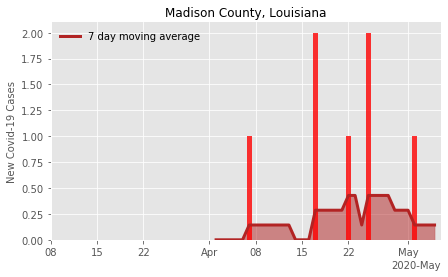 Madison County, Louisiana
7 day moving average
New Covid-19 Cases
2.00
1.75
1.50
1.25
1.00
0.75
0.50
0.25
0.00
08 15 22 Apr 08 15 22 May
2020-May